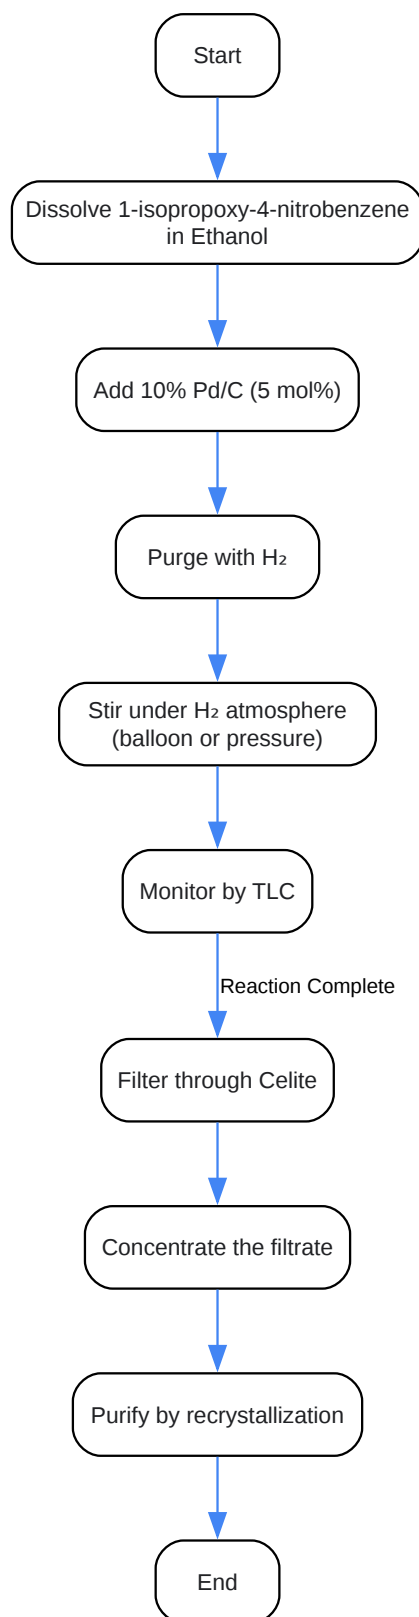 Start
Dissolve 1-isopropoxy-4-nitrobenzene
in Ethanol
Add 10% Pd/C (5 mol%)
Purge with H₂
Stir under H₂ atmosphere
(balloon or pressure)
Monitor by TLC
Reaction Complete
Filter through Celite
Concentrate the filtrate
Purify by recrystallization
End